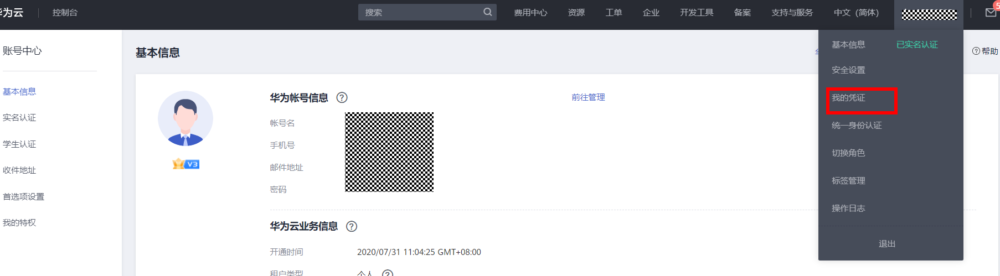 华为云 控制台 搜索 费用中心 资源 工单 企业 开发工具 备案 支持与服务 中文（简体） 5
账号中心
基本信息
实名认证
学生认证
收件地址
首选项设置
我的特权
基本信息
帮助
V3
华为帐号信息 ?
前往管理
帐号名
手机号
邮件地址
密码
华为云业务信息 ?
开通时间 2020/07/31 11:04:25 GMT+08:00
租户类型 个人 ?
基本信息 已实名认证
安全设置
我的凭证
统一身份认证
切换角色
标签管理
操作日志
退出